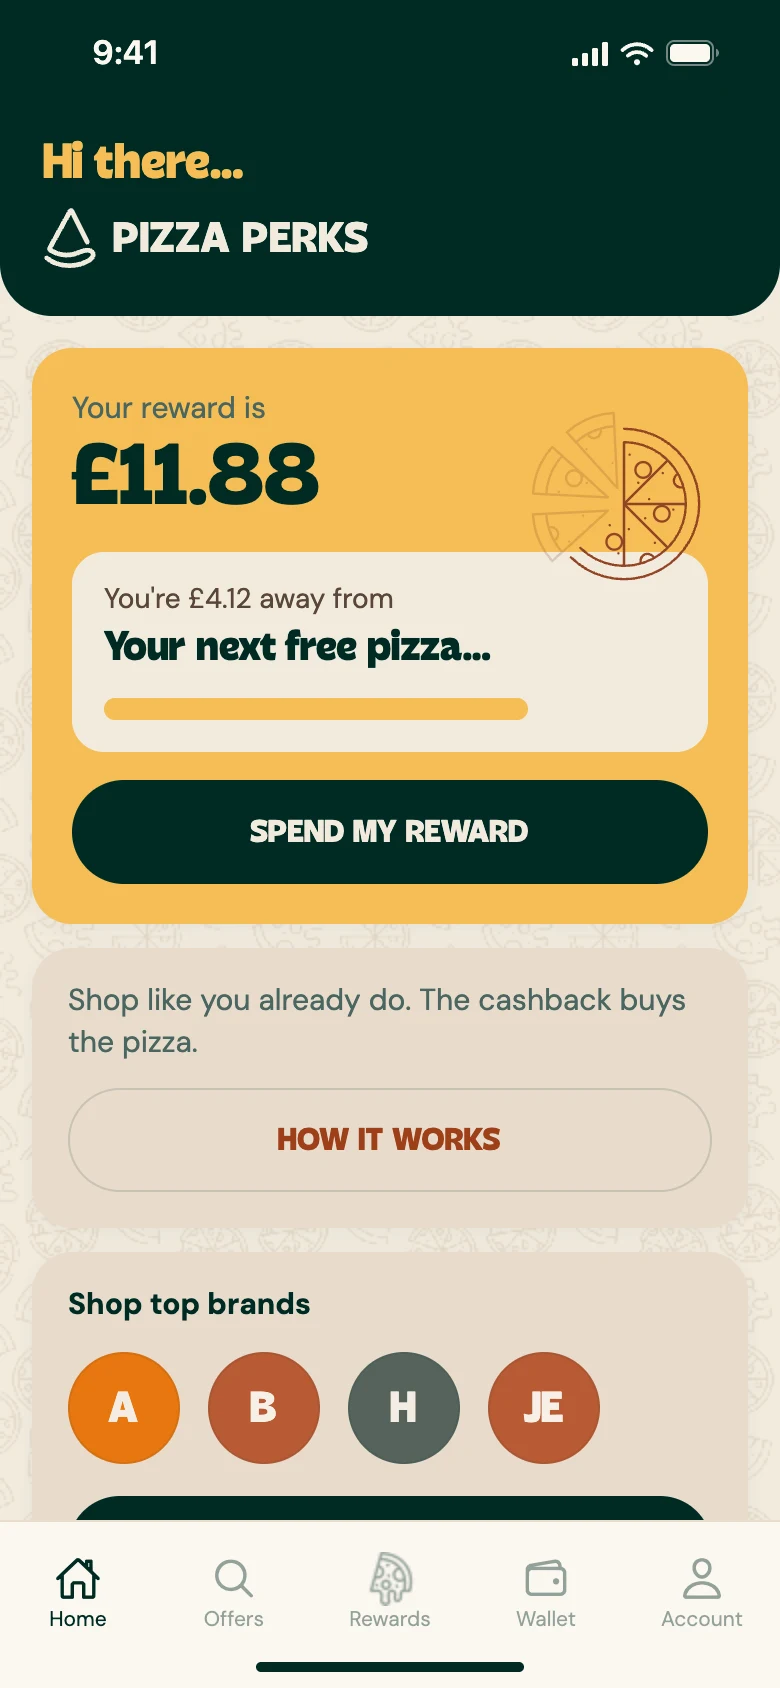 9:41
Hi there...
PIZZA PERKS
Your reward is
£11.88
You're £4.12 away from
Your next free pizza...
SPEND MY REWARD
Shop like you already do. The cashback buys
the pizza.
HOW IT WORKS
Shop top brands
A B H JE
Home Offers Rewards Wallet Account